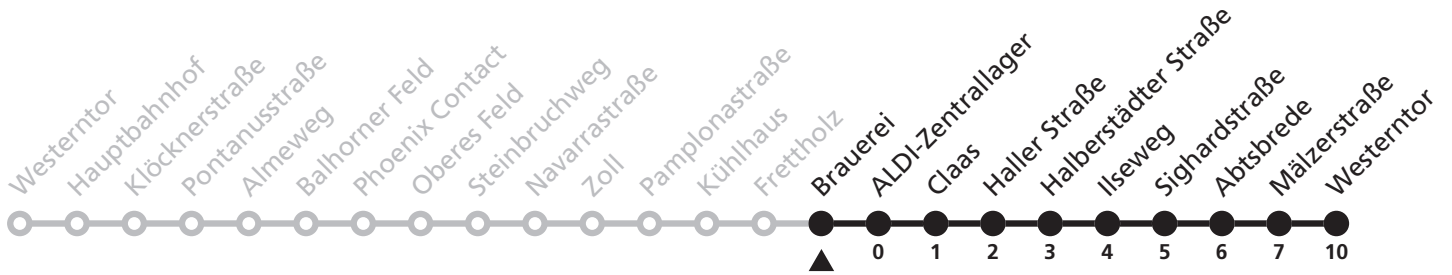 Westerntor
Hauptbahnhof
Klöcknerstraße
Pontanusstraße
Almeweg
Balhorner Feld
Phoenix Contact
Oberes Feld
Steinbruchweg
Navarrastraße
Zoll
Pamplonastraße
Kühlhaus
Frettholz
Brauerei
ALDI-Zentrallager
Claas
Haller Straße
Halberstädter Straße
Ilseweg
Sighardstraße
Abtsbrede
Mälzerstraße
Westerntor
0 1 2 3 4 5 6 7 10